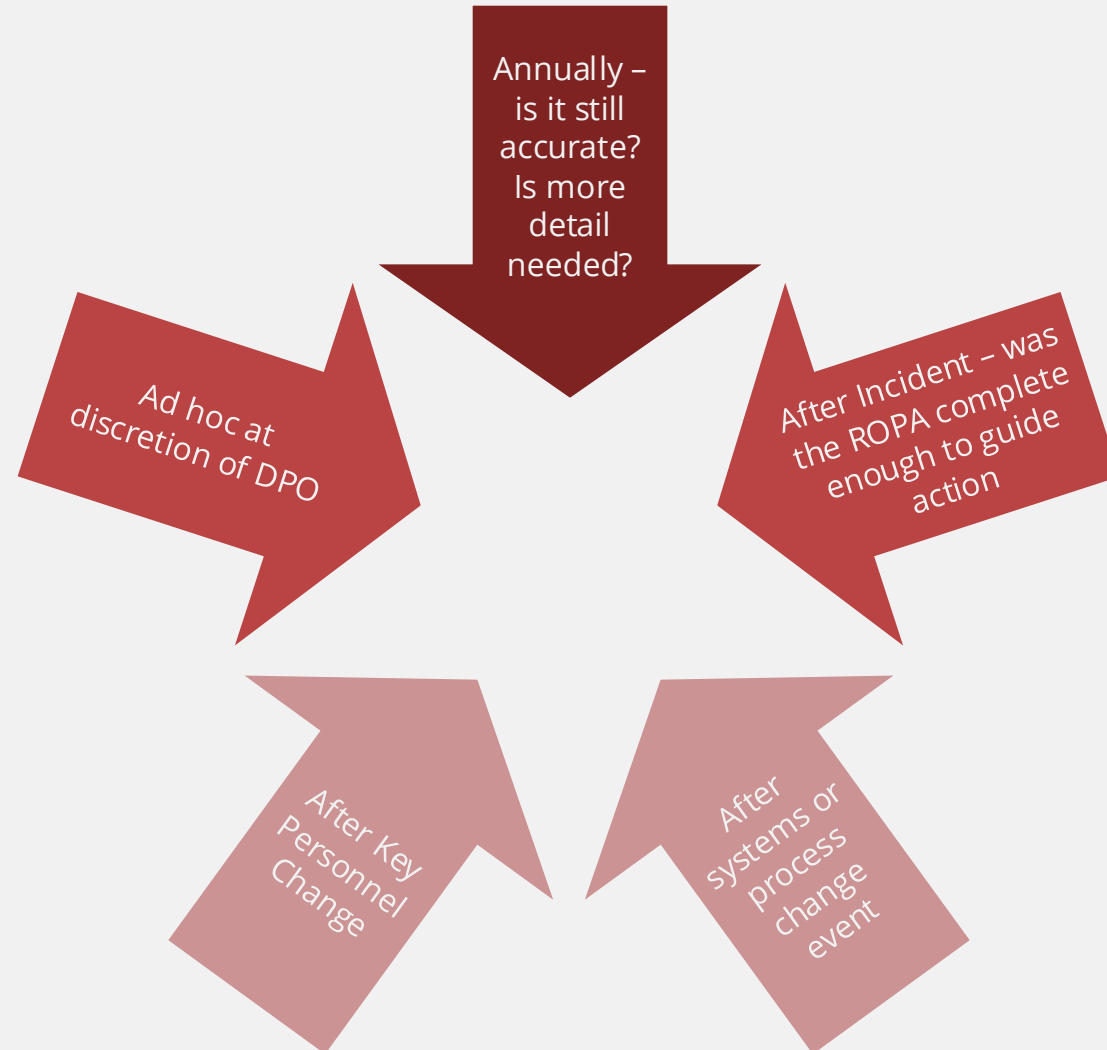 Annually –
is it still
accurate?
Is more
detail
needed?
After Incident – was
the ROPA complete
enough to guide
action
After
systems or
process
change
event
After Key
Personnel
Change
Ad hoc at
discretion of DPO